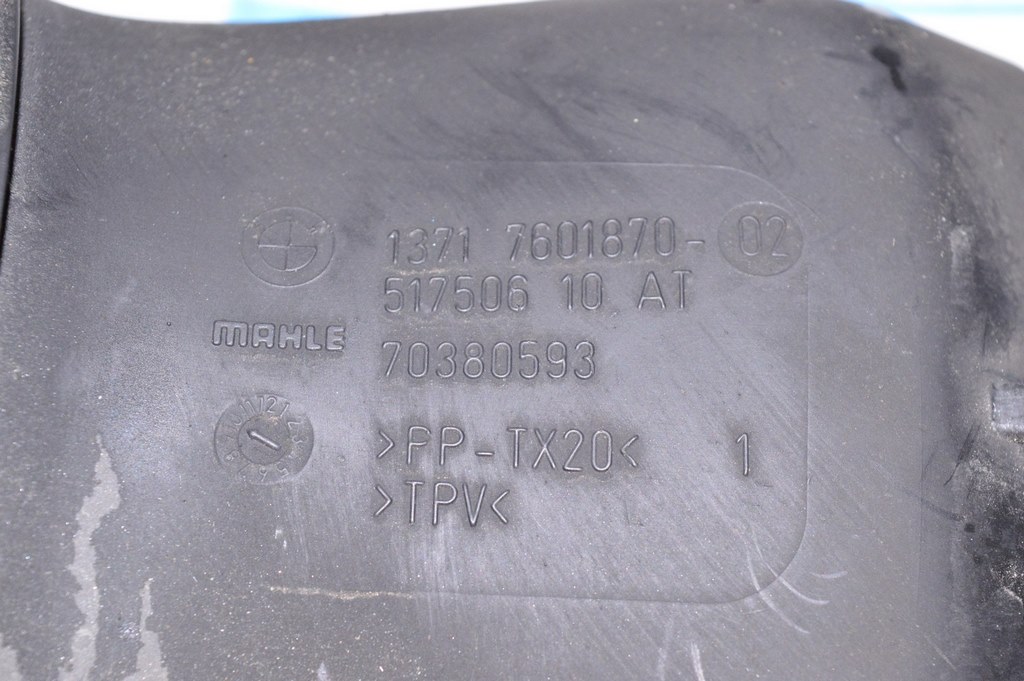 1371 7601870- 02
517506 10 AT
MAHLE
70380593
>PP-TX20< 1
>TPV<